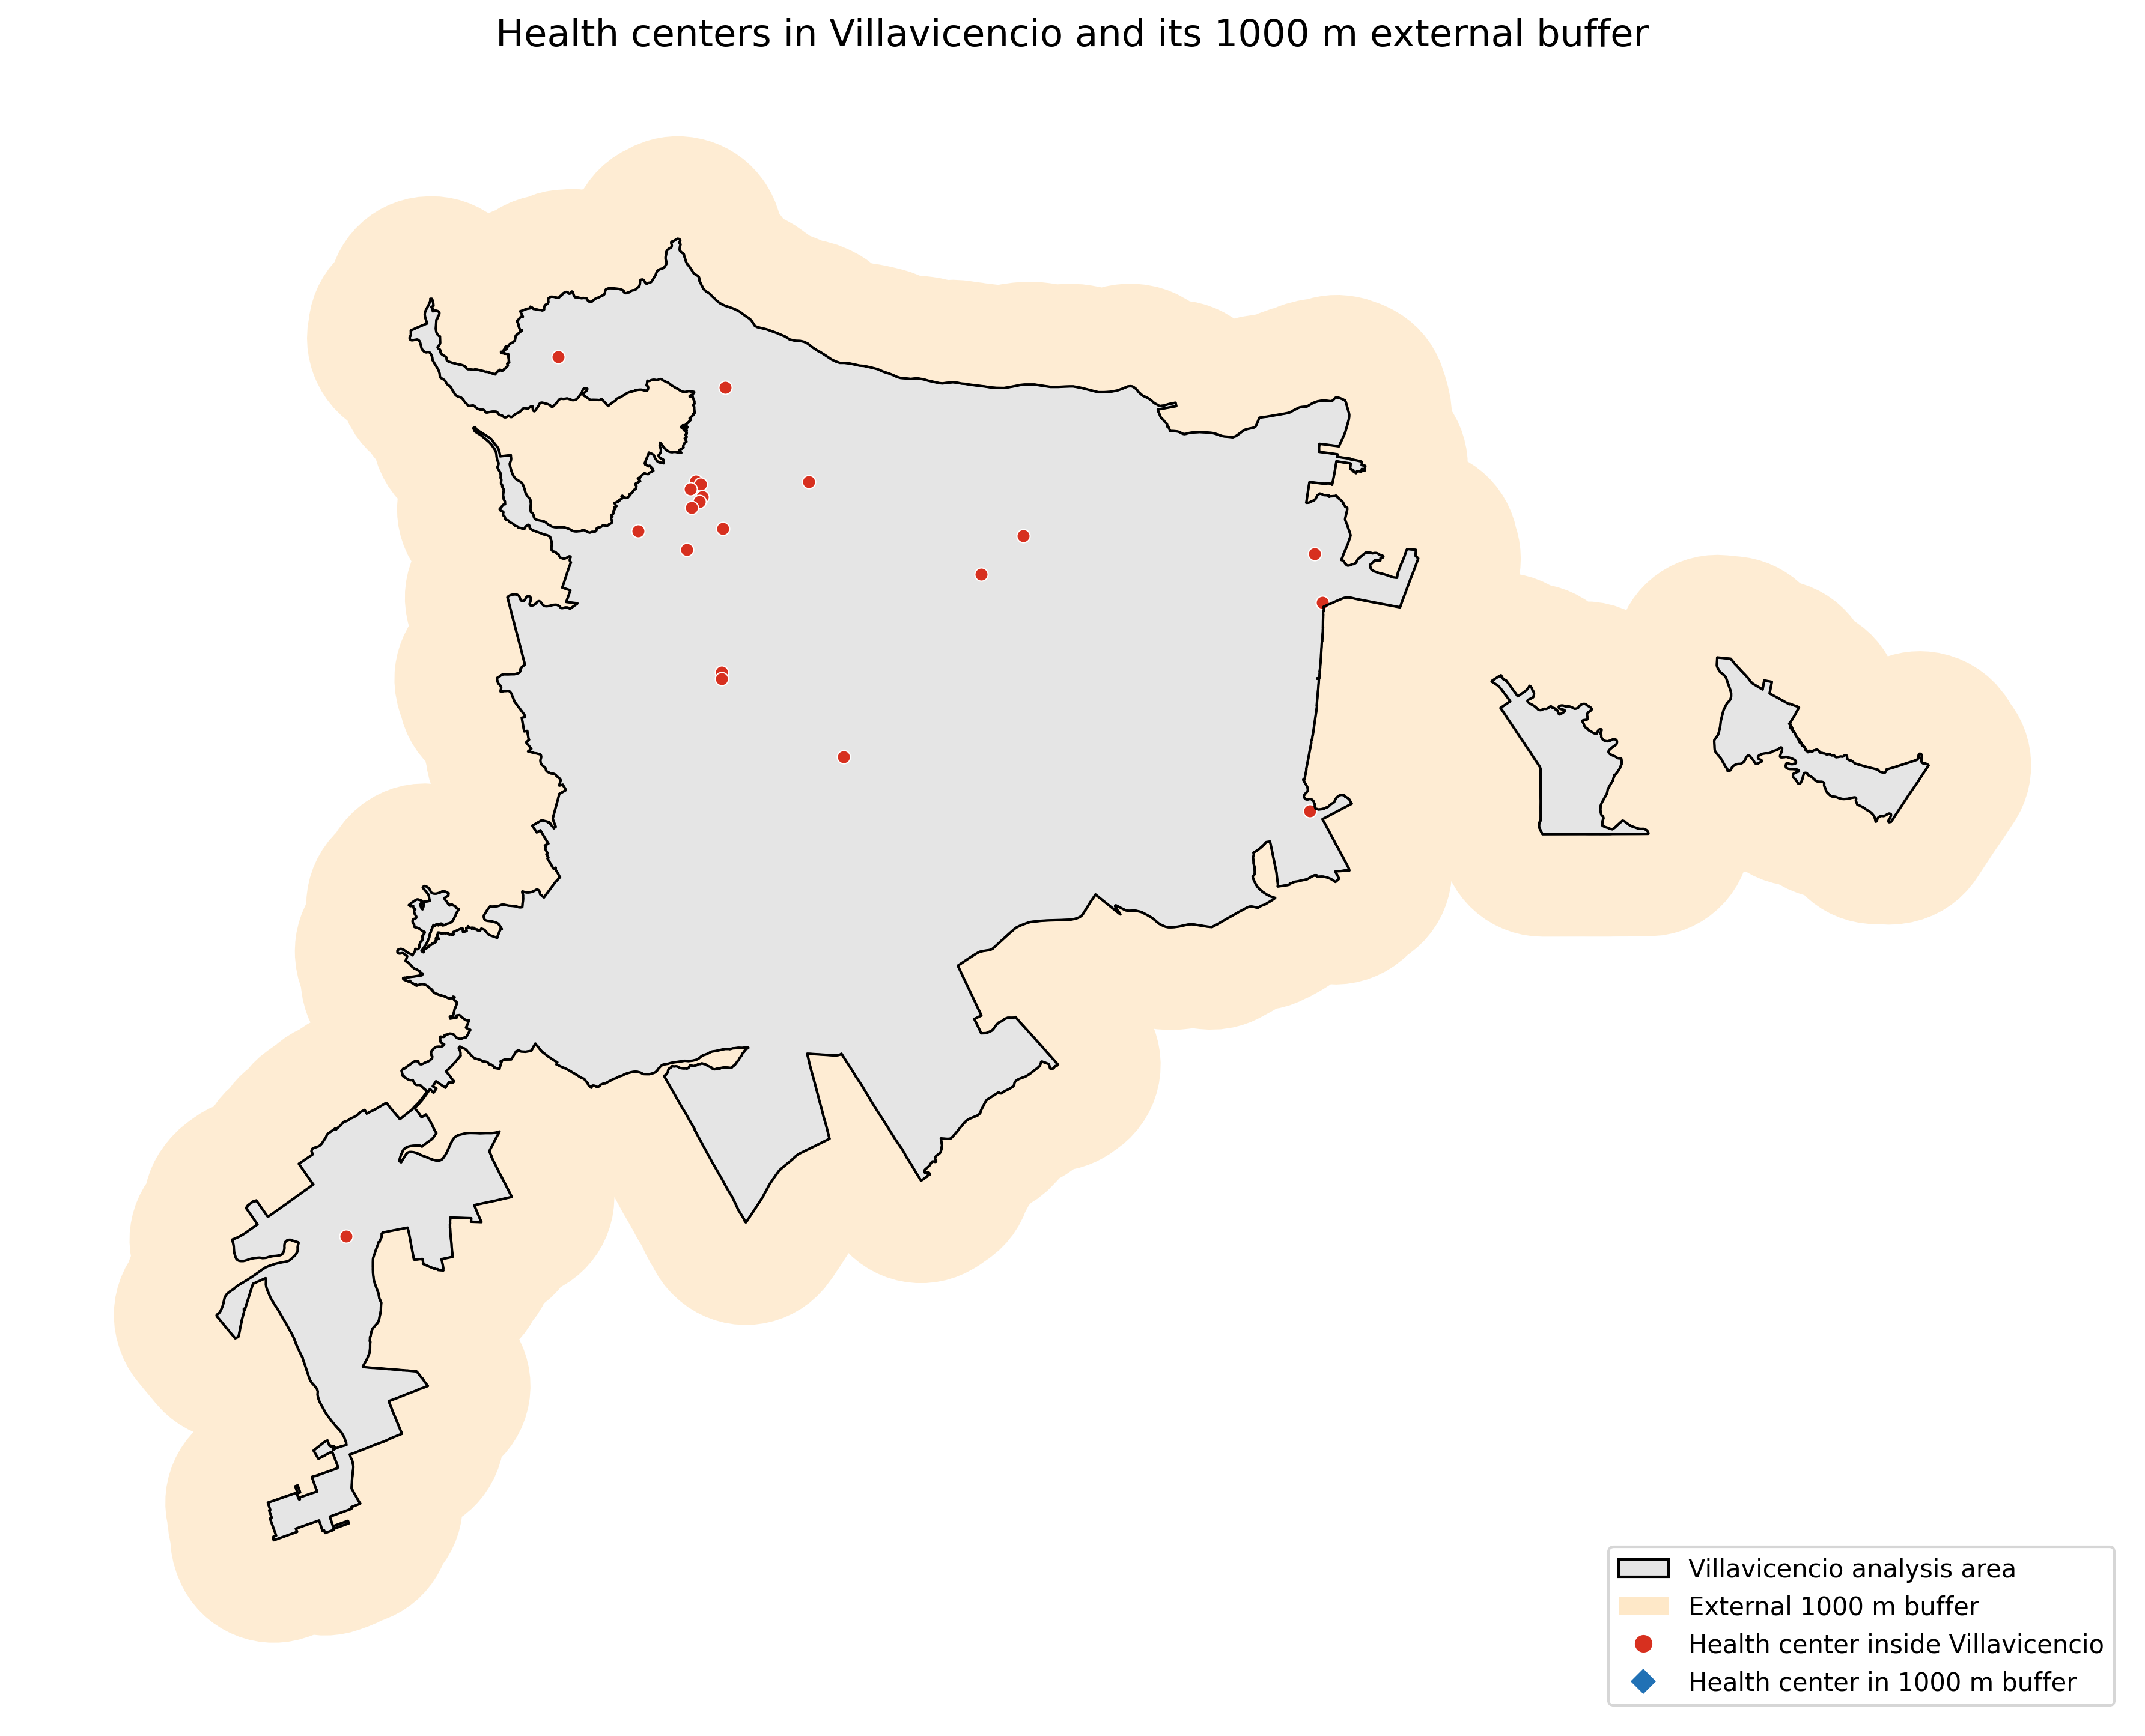 Health centers in Villavicencio and its 1000 m external buffer
Villavicencio analysis area
External 1000 m buffer
Health center inside Villavicencio
Health center in 1000 m buffer